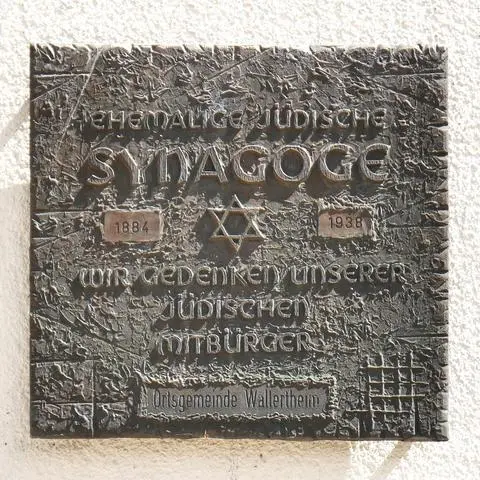 EHEMALIGE JÜDISCHE
SYNAGOGE
1884 1938
WIR GEDENKEN UNSERER
JÜDISCHEN
MITBÜRGER
Ortsgemeinde Wallertheim